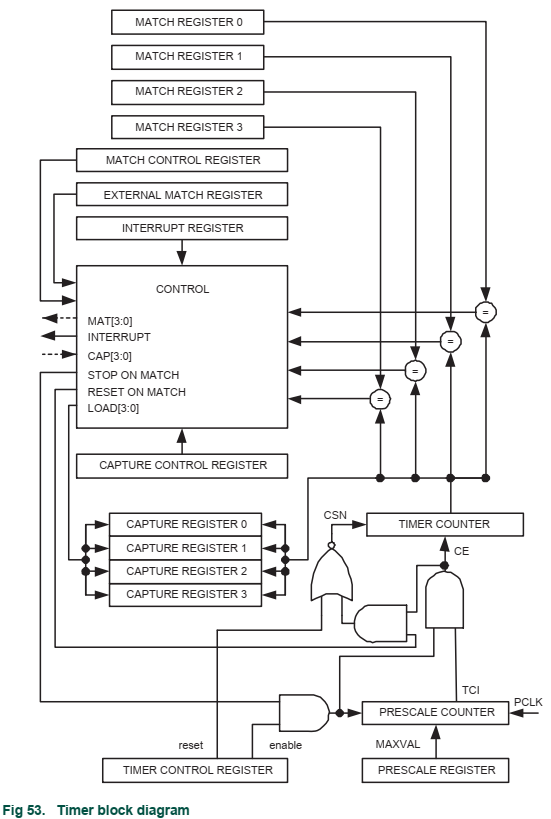 MATCH REGISTER 0
MATCH REGISTER 1
MATCH REGISTER 2
MATCH REGISTER 3
MATCH CONTROL REGISTER
EXTERNAL MATCH REGISTER
INTERRUPT REGISTER
CONTROL
MAT[3:0]
INTERRUPT
CAP[3:0]
STOP ON MATCH
RESET ON MATCH
LOAD[3:0]
=
=
=
=
CAPTURE CONTROL REGISTER
CSN
TIMER COUNTER
CAPTURE REGISTER 0
CAPTURE REGISTER 1
CAPTURE REGISTER 2
CAPTURE REGISTER 3
CE
TCI
PCLK
PRESCALE COUNTER
reset
enable
MAXVAL
TIMER CONTROL REGISTER
PRESCALE REGISTER
Fig 53. Timer block diagram